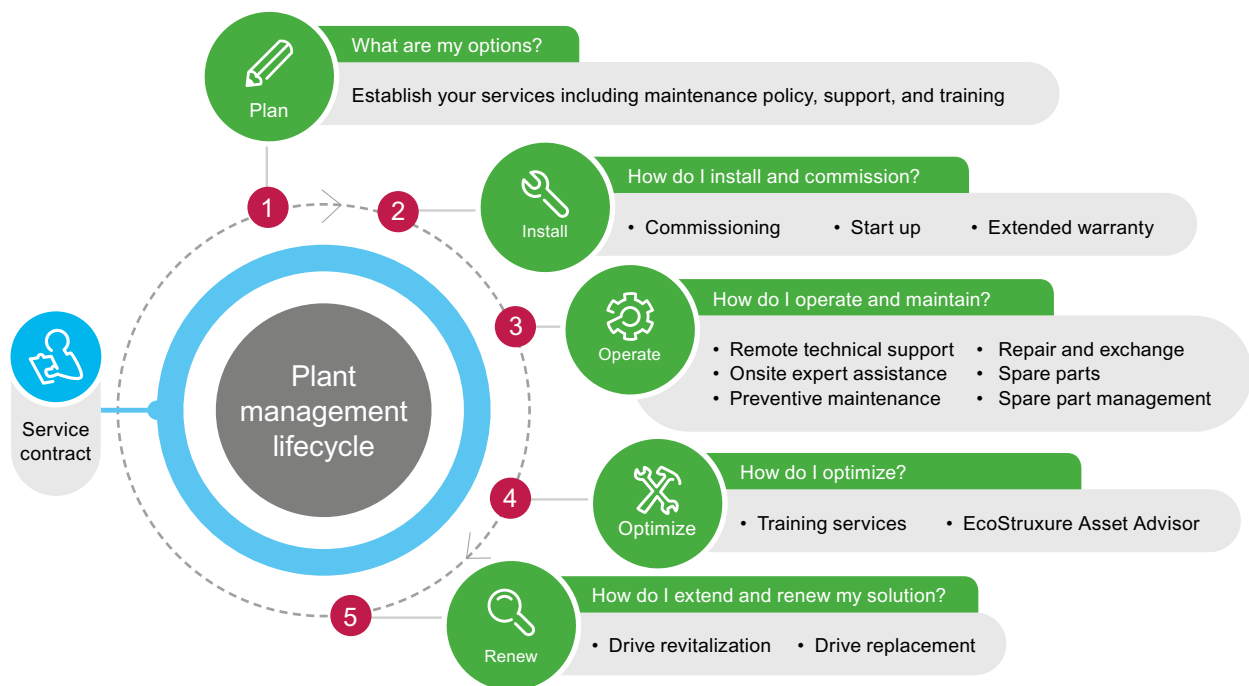 What are my options?
Plan
Establish your services including maintenance policy, support, and training
1
2
Install
How do I install and commission?
• Commissioning • Start up • Extended warranty
3
Operate
How do I operate and maintain?
• Remote technical support • Repair and exchange
• Onsite expert assistance • Spare parts
• Preventive maintenance • Spare part management
Service
contract
Plant
management
lifecycle
4
Optimize
How do I optimize?
• Training services • EcoStruxure Asset Advisor
5
Renew
How do I extend and renew my solution?
• Drive revitalization • Drive replacement